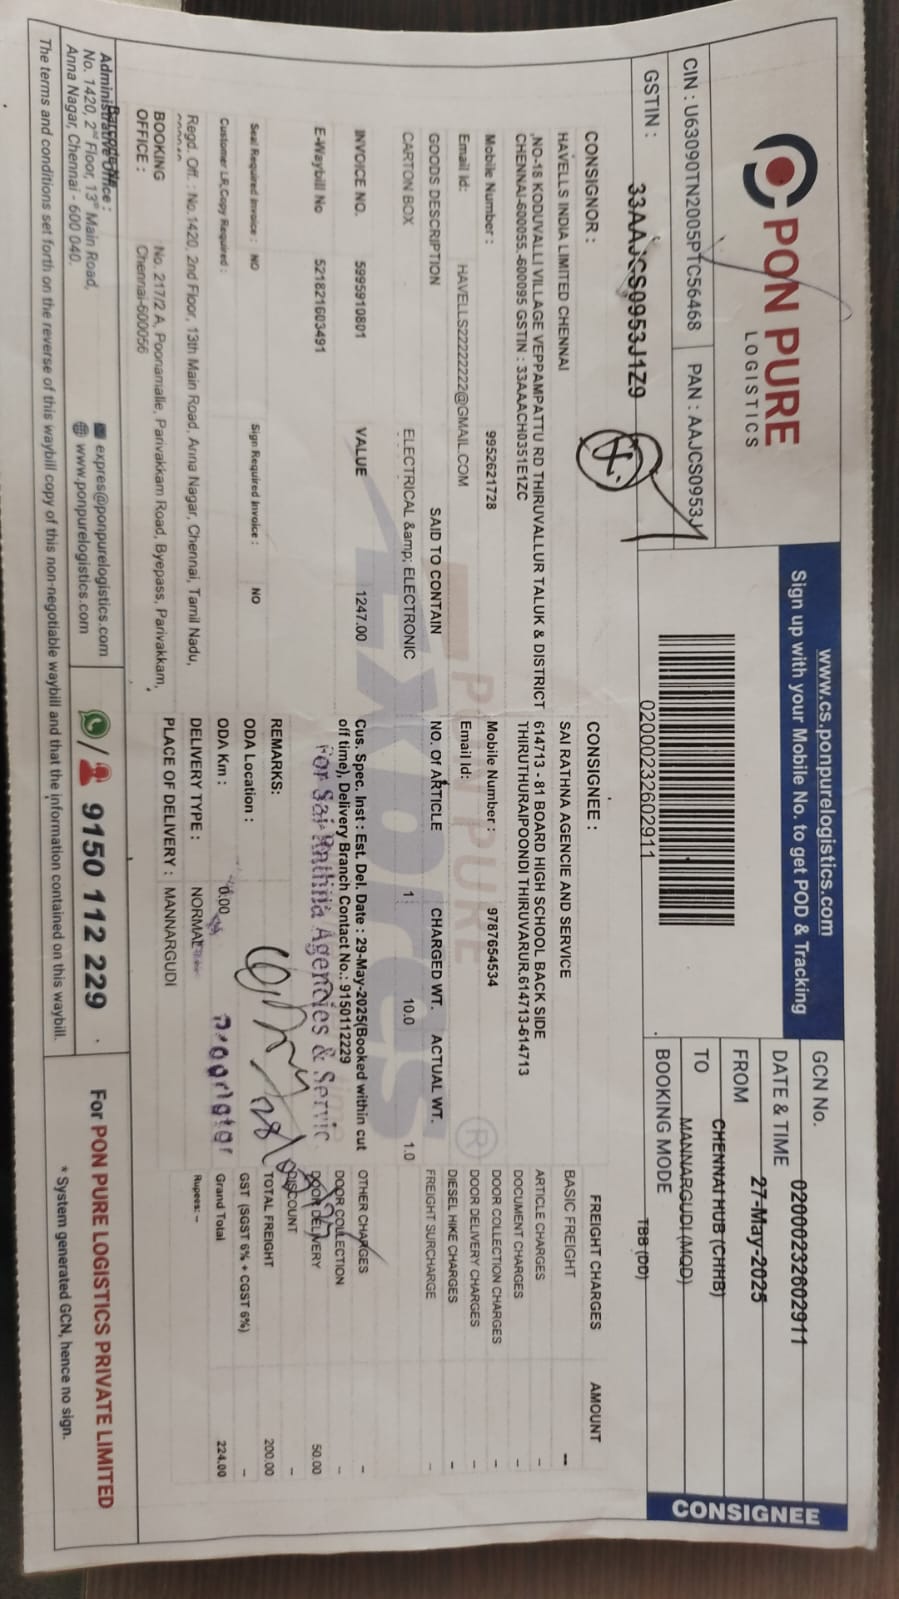 PON PURE
LOGISTICS
CIN : U63090TN2005PTC56468 PAN : AAJCS0953J
GSTIN : 33AAJCS0953J1Z9
www.cs.ponpurelogistics.com
Sign up with your Mobile No. to get POD & Tracking
02000232602911
GCN No. 02000232602911
DATE & TIME 27-May-2025
FROM CHENNAI HUB (CHHB)
TO MANNARGUDI (MQD)
BOOKING MODE TBB (DD)
CONSIGNEE
CONSIGNOR :
HAVELLS INDIA LIMITED CHENNAI
,NO-18 KODUVALLI VILLAGE VEPPAMPATTU RD THIRUVALLUR TALUK & DISTRICT
CHENNAI-600055.-600095 GSTIN : 33AAACH0351E1ZC
Mobile Number : 9952621728
Email Id: HAVELLS22222222@GMAIL.COM
GOODS DESCRIPTION SAID TO CONTAIN
CARTON BOX ELECTRICAL &amp; ELECTRONIC
INVOICE NO. 5995910801 VALUE 1247.00
E-Waybill No 521821603491
Seal Required Invoice : NO Sign Required Invoice : NO
Customer LR Copy Required :
Regd. Off. : No.1420, 2nd Floor, 13th Main Road, Anna Nagar, Chennai, Tamil Nadu,
BOOKING OFFICE : No. 217/2 A, Poonamalle, Parivakkam Road, Byepass, Parivakkam,
Chennai-600056
CONSIGNEE :
SAI RATHNA AGENCIE AND SERVICE
614713 - 81 BOARD HIGH SCHOOL BACK SIDE
THIRUTHURAIPONDI THIRUVARUR.614713-614713
Mobile Number : 9787654534
Email Id:
NO. Of ARTICLE CHARGED WT. ACTUAL WT.
1 10.0 1.0
Cus. Spec. Inst : Est. Del. Date : 29-May-2025(Booked within cut
off time), Delivery Branch Contact No.: 9150112229
For Sai Rathna Agencies & Servic
REMARKS:
ODA Location :
ODA Km : 0.00
Proprietor
DELIVERY TYPE : NORMAL
PLACE OF DELIVERY : MANNARGUDI
FREIGHT CHARGES AMOUNT
BASIC FREIGHT --
ARTICLE CHARGES --
DOCUMENT CHARGES --
DOOR COLLECTION CHARGES --
DOOR DELIVERY CHARGES --
DIESEL HIKE CHARGES --
FREIGHT SURCHARGE --
OTHER CHARGES --
DOOR COLLECTION --
DOOR DELIVERY 50.00
DISCOUNT --
TOTAL FREIGHT 200.00
GST (SGST 6% + CGST 6%) --
Grand Total 224.00
Rupees: --
PON PURE
Express ®
Administrative Office :
No. 1420, 2nd Floor, 13th Main Road,
Anna Nagar, Chennai - 600 040.
expres@ponpurelogistics.com
www.ponpurelogistics.com
/ 9150 112 229
For PON PURE LOGISTICS PRIVATE LIMITED
* System generated GCN, hence no sign.
The terms and conditions set forth on the reverse of this waybill copy of this non-negotiable waybill and that the information contained on this waybill.